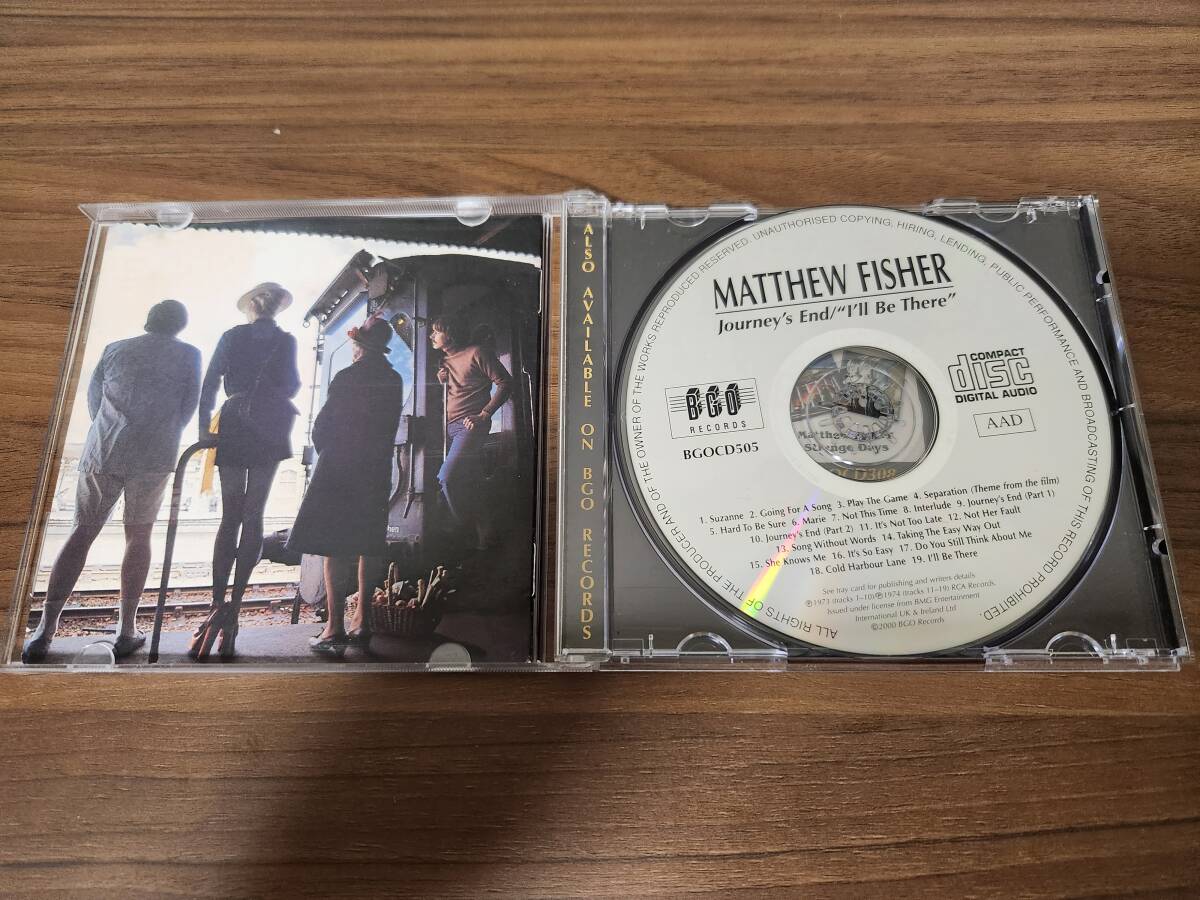 ALSO AVAILABLE ON BGO RECORDS
ALL RIGHTS OF THE PRODUCER AND OF THE OWNER OF THE WORKS REPRODUCED RESERVED. UNAUTHORISED COPYING, HIRING, LENDING, PUBLIC PERFORMANCE AND BROADCASTING OF THIS RECORD PROHIBITED.
MATTHEW FISHER
Journey's End/"I'll Be There"
BGO
RECORDS
BGOCD505
COMPACT
disc
DIGITAL AUDIO
AAD
Strange Days
1. Suzanne 2. Going For A Song 3. Play The Game 4. Separation (Theme from the film)
5. Hard To Be Sure 6. Marie 7. Not This Time 8. Interlude 9. Journey's End (Part 1)
10. Journey's End (Part 2) 11. It's Not Too Late 12. Not Her Fault
13. Song Without Words 14. Taking The Easy Way Out
15. She Knows Me 16. It's So Easy 17. Do You Still Think About Me
18. Cold Harbour Lane 19. I'll Be There
See tray card for publishing and writers details
℗1973 (tracks 1-10)/℗1974 (tracks 11-19) RCA Records.
Issued under license from BMG Entertainment
International UK & Ireland Ltd
©2000 BGO Records